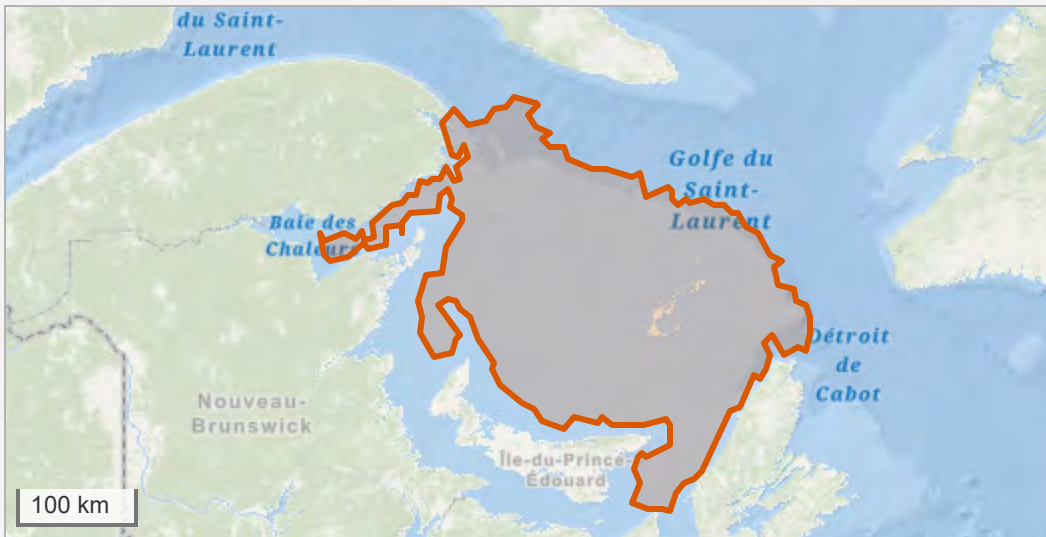 du Saint-
Laurent
Golfe du
Saint-
Laurent
Baie des
Chaleurs
Détroit
de
Cabot
Nouveau-
Brunswick
Île-du-Prince-
Édouard
100 km